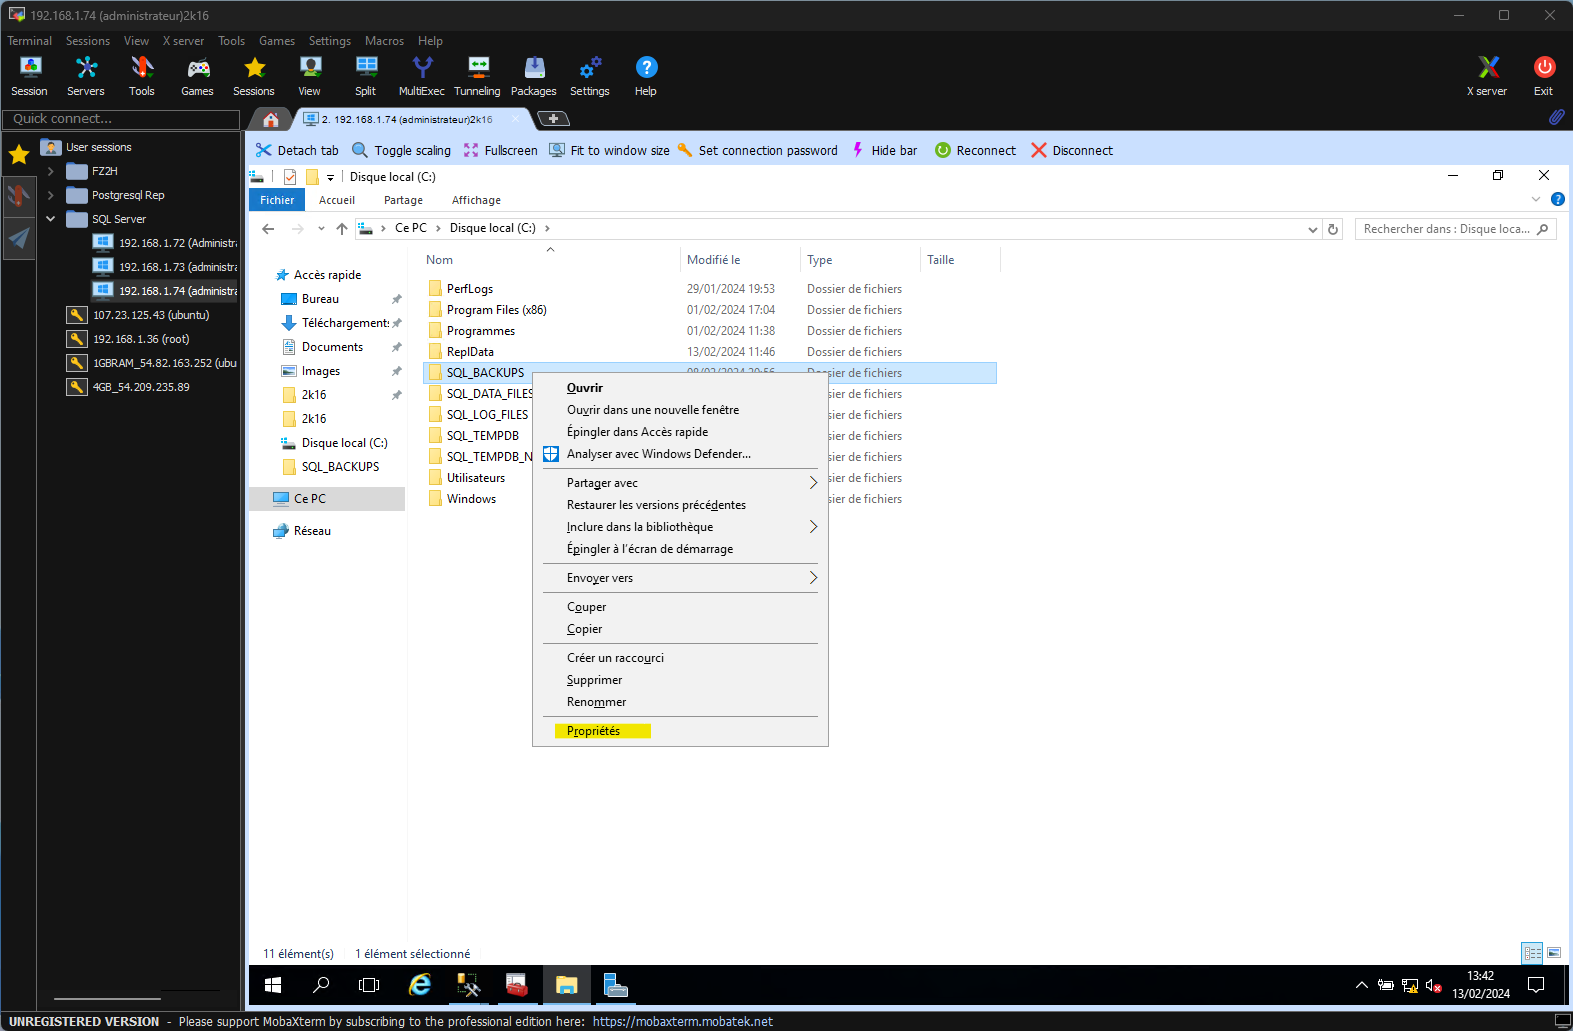 192.168.1.74 (administrateur)2k16
Terminal Sessions View X server Tools Games Settings Macros Help
Session Servers Tools Games Sessions View Split MultiExec Tunneling Packages Settings Help X server Exit
Quick connect...
2. 192.168.1.74 (administrateur)2k16
User sessions
FZ2H
Postgresql Rep
SQL Server
192.168.1.72 (Administra
192.168.1.73 (administra
192.168.1.74 (administra
107.23.125.43 (ubuntu)
192.168.1.36 (root)
1GBRAM_54.82.163.252 (ubu
4GB_54.209.235.89
Detach tab Toggle scaling Fullscreen Fit to window size Set connection password Hide bar Reconnect Disconnect
Disque local (C:)
Fichier Accueil Partage Affichage
Ce PC > Disque local (C:) >
Rechercher dans : Disque loca...
Accès rapide
Bureau
Téléchargements
Documents
Images
2k16
2k16
Disque local (C:)
SQL_BACKUPS
Ce PC
Réseau
Nom Modifié le Type Taille
PerfLogs 29/01/2024 19:53 Dossier de fichiers
Program Files (x86) 01/02/2024 17:04 Dossier de fichiers
Programmes 01/02/2024 11:38 Dossier de fichiers
ReplData 13/02/2024 11:46 Dossier de fichiers
SQL_BACKUPS 08/02/2024 20:56 Dossier de fichiers
SQL_DATA_FILES sier de fichiers
SQL_LOG_FILES sier de fichiers
SQL_TEMPDB sier de fichiers
SQL_TEMPDB_N sier de fichiers
Utilisateurs sier de fichiers
Windows sier de fichiers
Ouvrir
Ouvrir dans une nouvelle fenêtre
Épingler dans Accès rapide
Analyser avec Windows Defender...
Partager avec
Restaurer les versions précédentes
Inclure dans la bibliothèque
Épingler à l'écran de démarrage
Envoyer vers
Couper
Copier
Créer un raccourci
Supprimer
Renommer
Propriétés
11 élément(s) 1 élément sélectionné
13:42
13/02/2024
UNREGISTERED VERSION - Please support MobaXterm by subscribing to the professional edition here: https://mobaxterm.mobatek.net